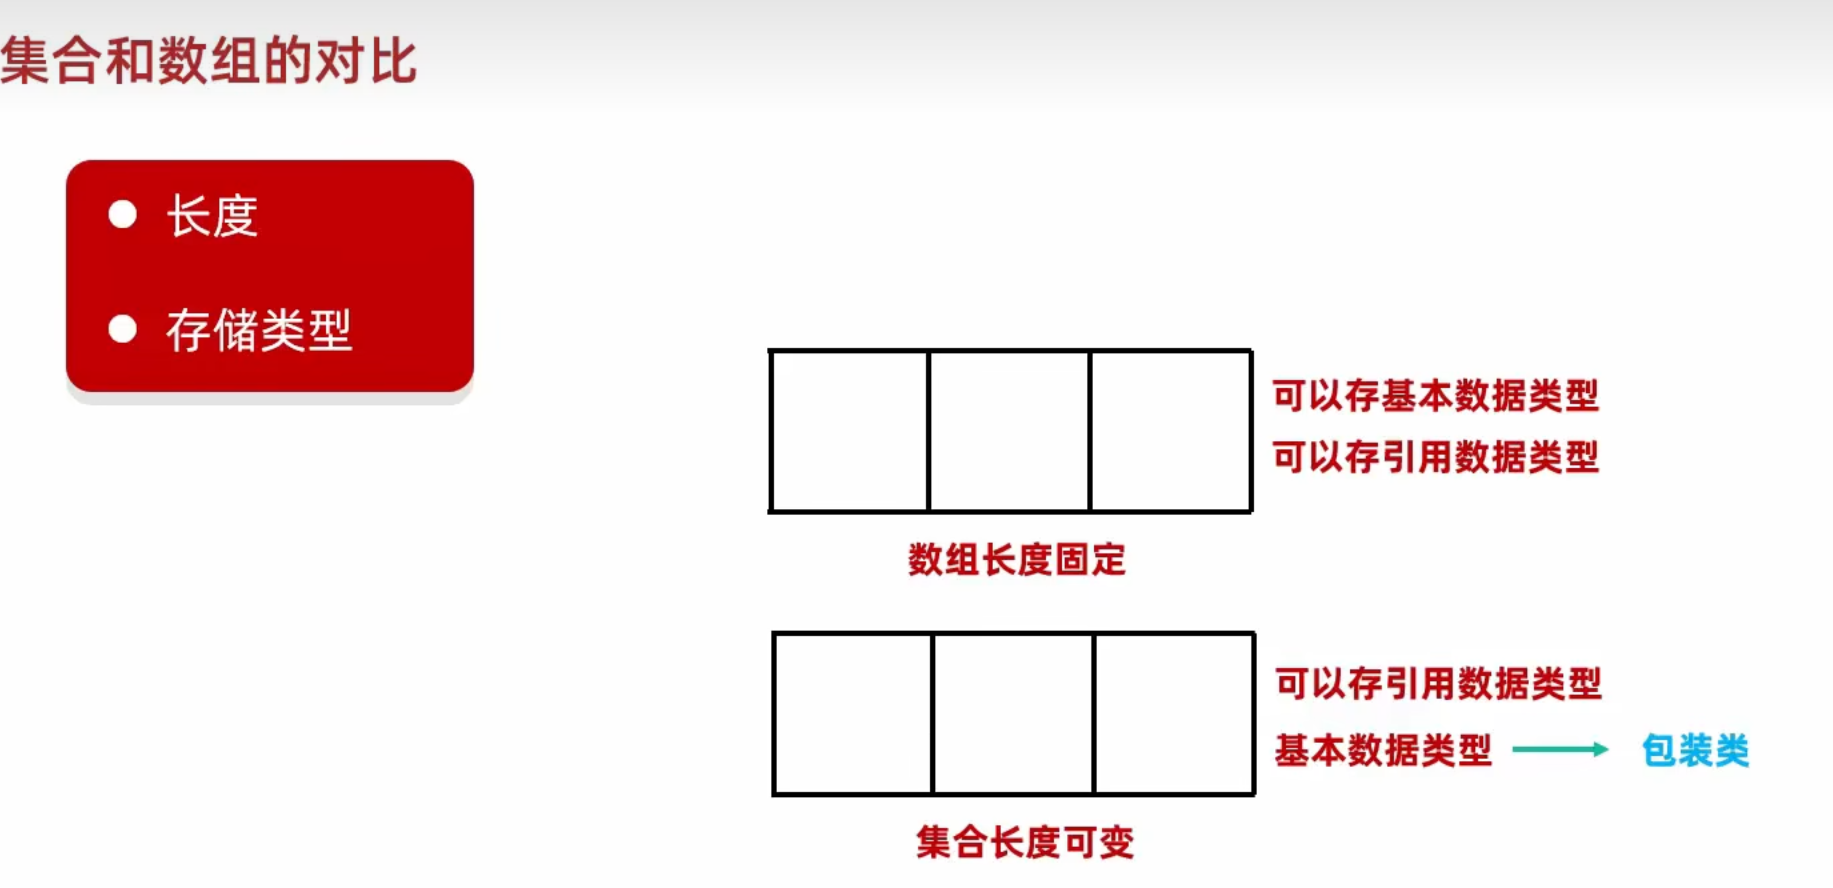 集合和数组的对比
长度
存储类型
可以存基本数据类型
可以存引用数据类型
数组长度固定
可以存引用数据类型
基本数据类型 包装类
集合长度可变